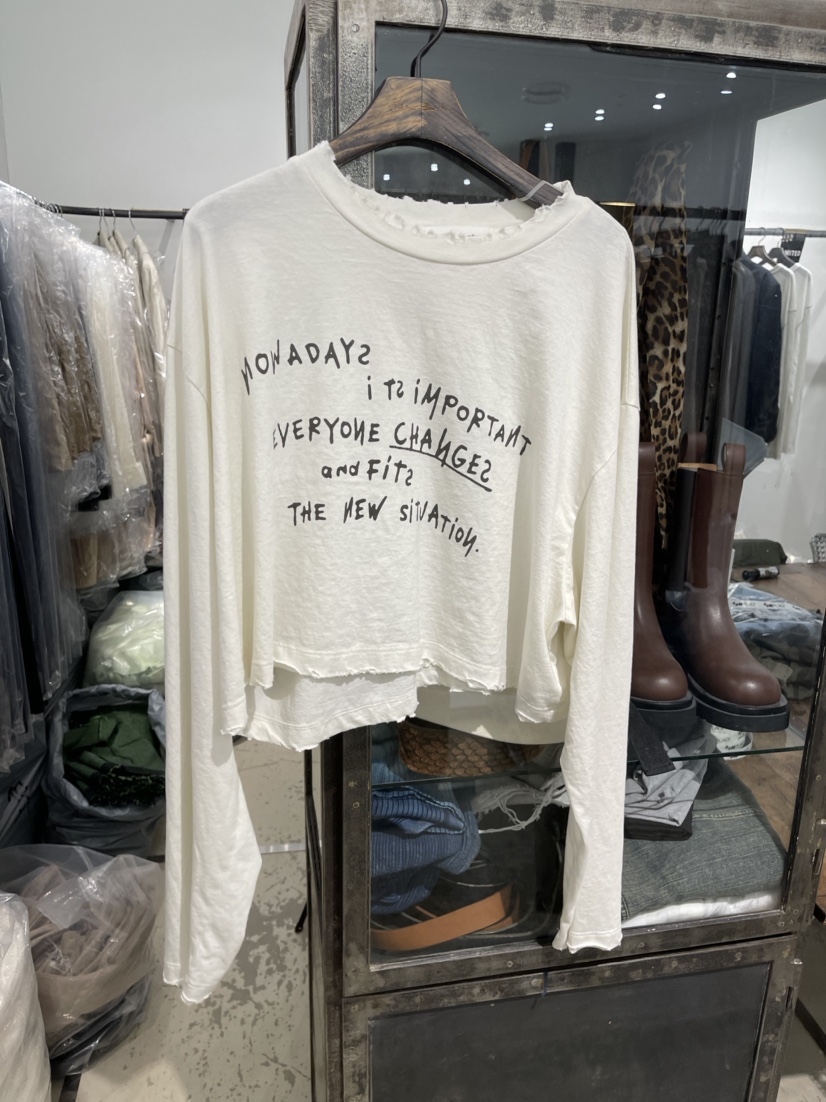 NOWADAYS
iTS iMPORTANT
EVERYONE CHANGES
and FiTS
THE NEW SiTUATiON.